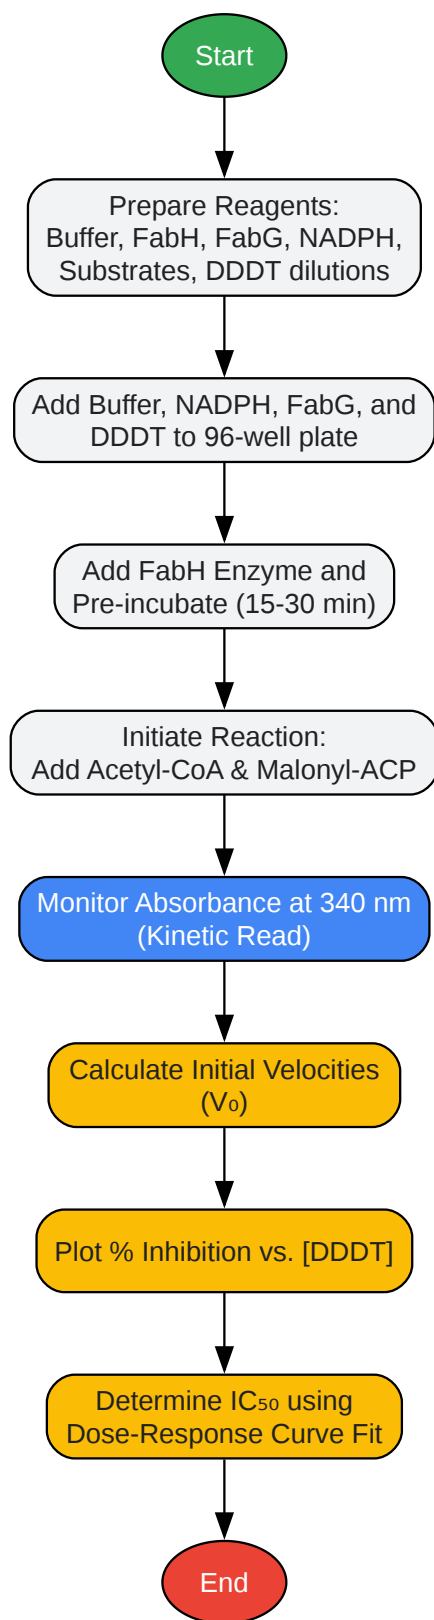 Start
Prepare Reagents:
Buffer, FabH, FabG, NADPH,
Substrates, DDDT dilutions
Add Buffer, NADPH, FabG, and
DDDT to 96-well plate
Add FabH Enzyme and
Pre-incubate (15-30 min)
Initiate Reaction:
Add Acetyl-CoA & Malonyl-ACP
Monitor Absorbance at 340 nm
(Kinetic Read)
Calculate Initial Velocities
(V₀)
Plot % Inhibition vs. [DDDT]
Determine IC₅₀ using
Dose-Response Curve Fit
End